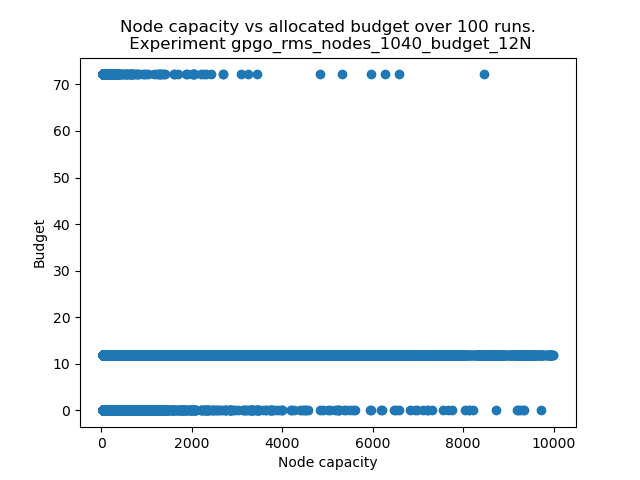 Node capacity vs allocated budget over 100 runs.
Experiment gpgo_rms_nodes_1040_budget_12N
70
60
50
40
30
20
10
0
Budget
0 2000 4000 6000 8000 10000
Node capacity